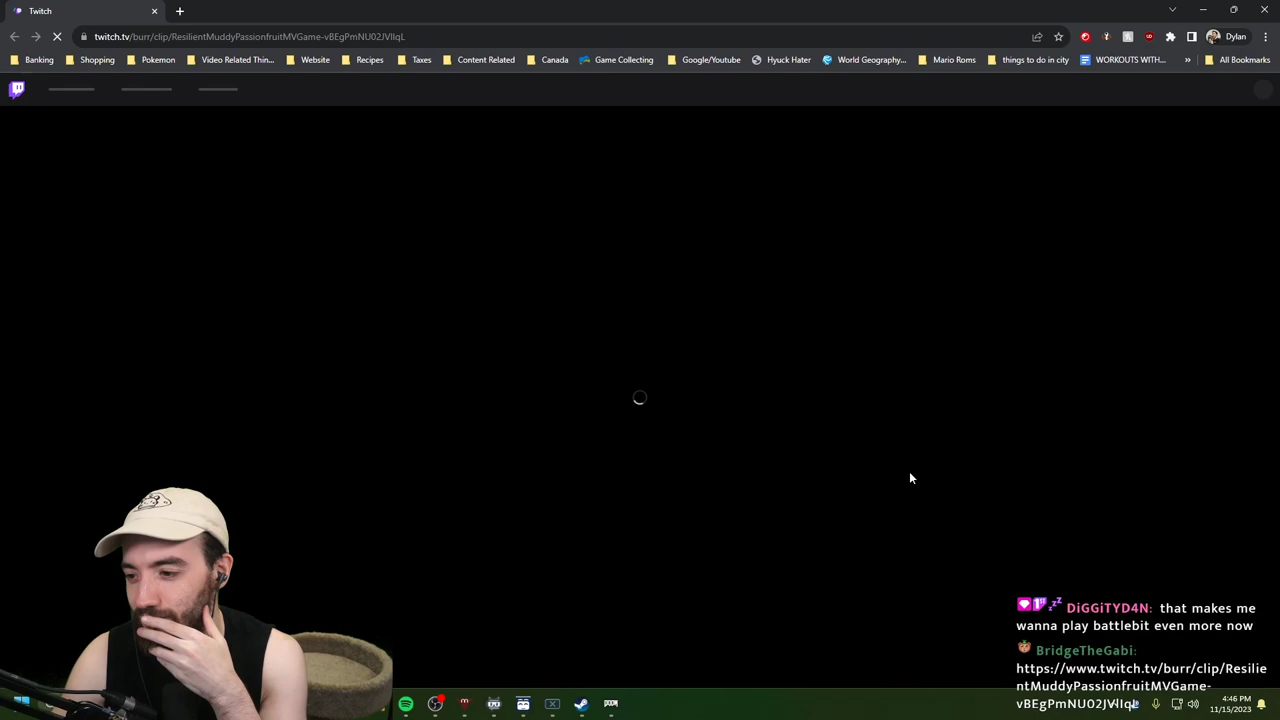 Twitch
twitch.tv/burr/clip/ResilientMuddyPassionfruitMVGame-vBEgPmNU02JVlIqL
Dylan
Banking Shopping Pokemon Video Related Thin... Website Recipes Taxes Content Related Canada Game Collecting Google/Youtube Hyuck Hater World Geography... Mario Roms things to do in city WORKOUTS WITH... » All Bookmarks
DiGGiTYD4N: that makes me
wanna play battlebit even more now
BridgeTheGabi:
https://www.twitch.tv/burr/clip/Resilie
ntMuddyPassionfruitMVGame-
vBEgPmNU02JVlIqL
4:46 PM
11/15/2023